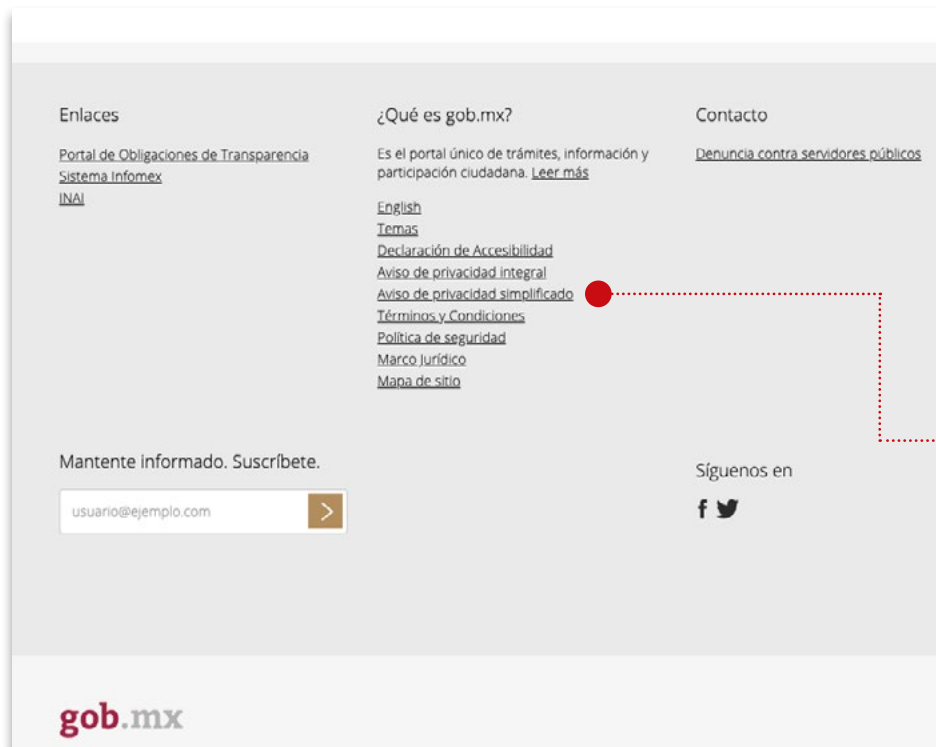 Enlaces
Portal de Obligaciones de Transparencia
Sistema Infomex
INAI
¿Qué es gob.mx?
Es el portal único de trámites, información y
participación ciudadana. Leer más
English
Temas
Declaración de Accesibilidad
Aviso de privacidad integral
Aviso de privacidad simplificado
Términos y Condiciones
Política de seguridad
Marco Jurídico
Mapa de sitio
Contacto
Denuncia contra servidores públicos
Mantente informado. Suscríbete.
usuario@ejemplo.com
Síguenos en
gob.mx